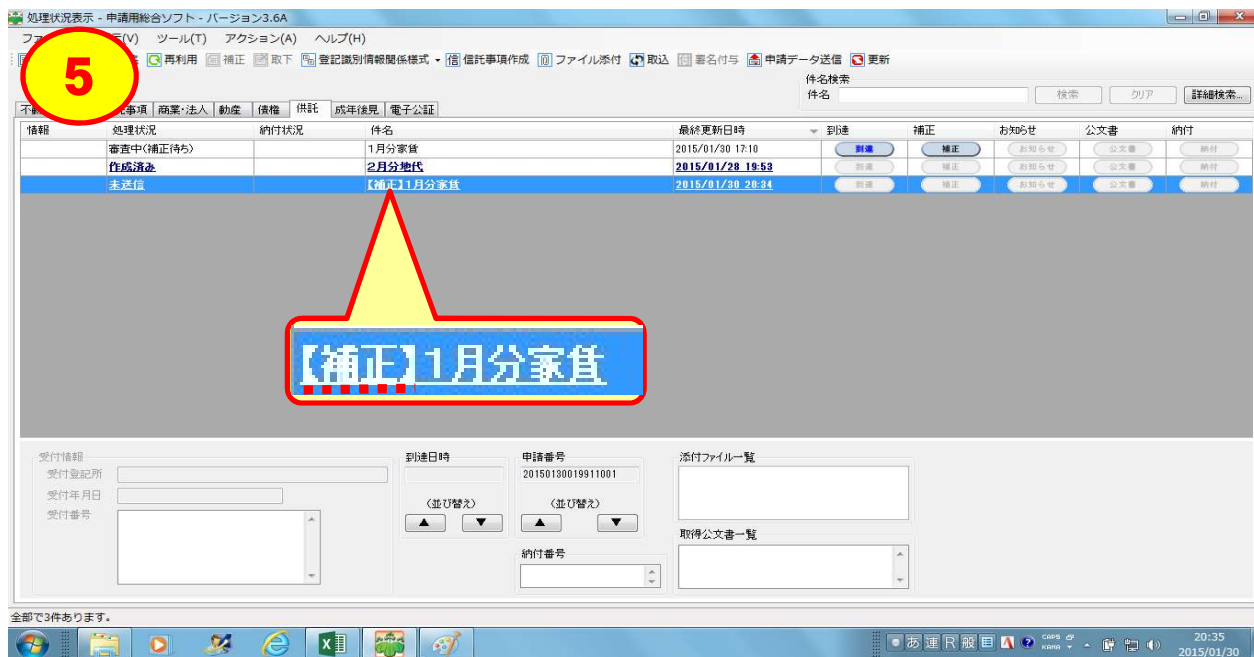 処理状況表示 - 申請用総合ソフト - バージョン3.6A
(V) ツール(T) アクション(A) ヘルプ(H)
5
再利用 補正 取下 登記識別情報関係様式 信託事項作成 ファイル添付 取込 署名付与 申請データ送信 更新
件名検索
件名 検索 クリア 詳細検索...
事項 商業・法人 動産 債権 供託 成年後見 電子公証
情報 処理状況 納付状況 件名 最終更新日時 到達 補正 お知らせ 公文書 納付
審査中(補正待ち) 1月分家賃 2015/01/30 17:10 到達 補正 お知らせ 公文書 納付
作成済み 2月分地代 2015/01/28 19:53 到達 補正 お知らせ 公文書 納付
未送信 【補正】1月分家賃 2015/01/30 20:34 到達 補正 お知らせ 公文書 納付
【補正】1月分家賃
受付情報 到達日時 申請番号 添付ファイル一覧
受付登記所 20150130019911001
受付年月日 (並び替え) (並び替え)
受付番号 ▲ ▼ ▲ ▼
取得公文書一覧
納付番号
全部で3件あります。
あ 連 R 般 CAPS KANA 20:35
2015/01/30